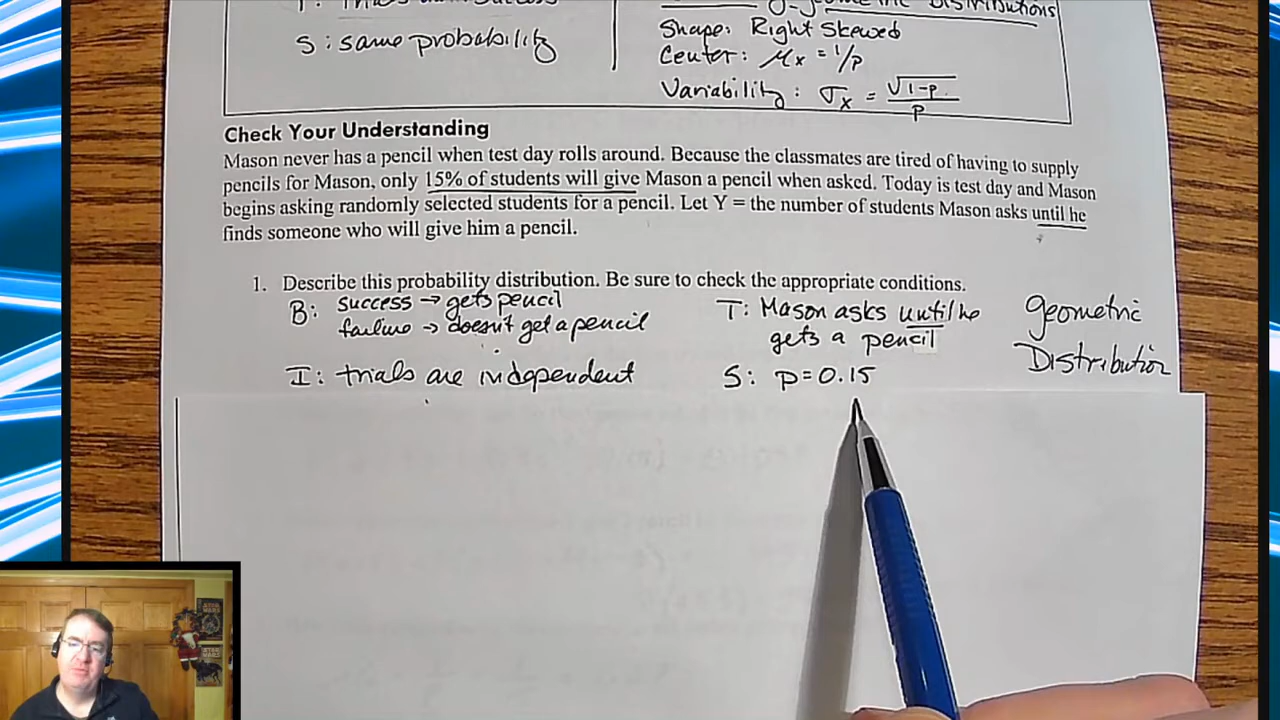 Distributions
S: same probability
Shape: Right Skewed
Center: μx = 1/p
Variability: σx = √1-p / p
Check Your Understanding
Mason never has a pencil when test day rolls around. Because the classmates are tired of having to supply
pencils for Mason, only 15% of students will give Mason a pencil when asked. Today is test day and Mason
begins asking randomly selected students for a pencil. Let Y = the number of students Mason asks until he
finds someone who will give him a pencil.
1. Describe this probability distribution. Be sure to check the appropriate conditions.
B: success → gets pencil
failure → doesn't get a pencil
I: trials are independent
T: Mason asks until he
gets a pencil
S: p=0.15
Geometric
Distribution
STAR
WARS
STAR
WARS